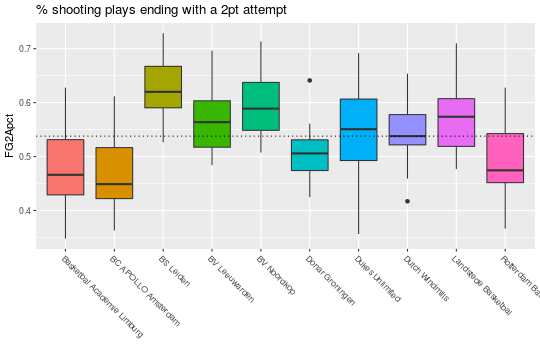 % shooting plays ending with a 2pt attempt
FG2Apct
0.7
0.6
0.5
0.4
Basketbal Academie Limburg
BC APOLLO Amsterdam
BS Leiden
BV Leeuwarden
BV Noordkop
Donar Groningen
Dukes Unlimited
Dutch Windmills
Landstede Basketbal
Rotterdam Bas